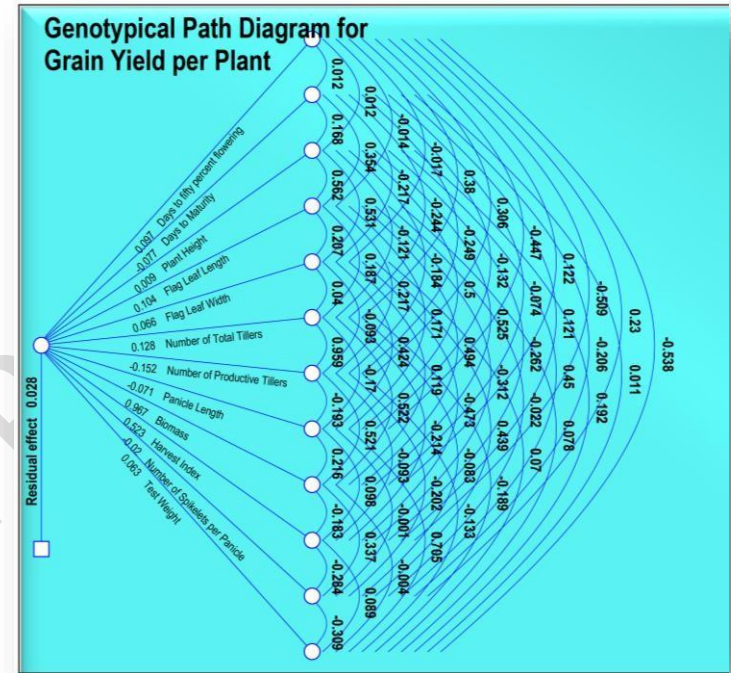 Genotypical Path Diagram for
Grain Yield per Plant
0.097 Days to fifty percent flowering
-0.077 Days to Maturity
0.009 Plant Height
0.104 Flag Leaf Length
0.066 Flag Leaf Width
0.128 Number of Total Tillers
-0.152 Number of Productive Tillers
-0.071 Panicle Length
0.967 Biomass
0.523 Harvest Index
-0.02 Number of Spikelets per Panicle
0.063 Test Weight
Residual effect 0.028
0.012 0.168 0.562 0.207 0.04 0.959 -0.193 0.216 -0.183 -0.284 -0.309
0.012 0.354 0.531 0.187 -0.093 -0.17 0.521 0.098 0.337 0.089
-0.014 -0.217 -0.121 0.217 0.424 0.522 -0.093 -0.001 -0.004
-0.017 -0.244 -0.184 0.171 0.119 -0.214 -0.202 0.705
0.38 -0.249 0.5 0.494 -0.473 -0.083 -0.133
0.306 -0.132 0.525 -0.312 0.439 -0.189
-0.447 -0.074 -0.262 -0.022 0.07
0.122 0.121 0.45 0.078
-0.509 -0.206 0.192
0.23 0.011
-0.538